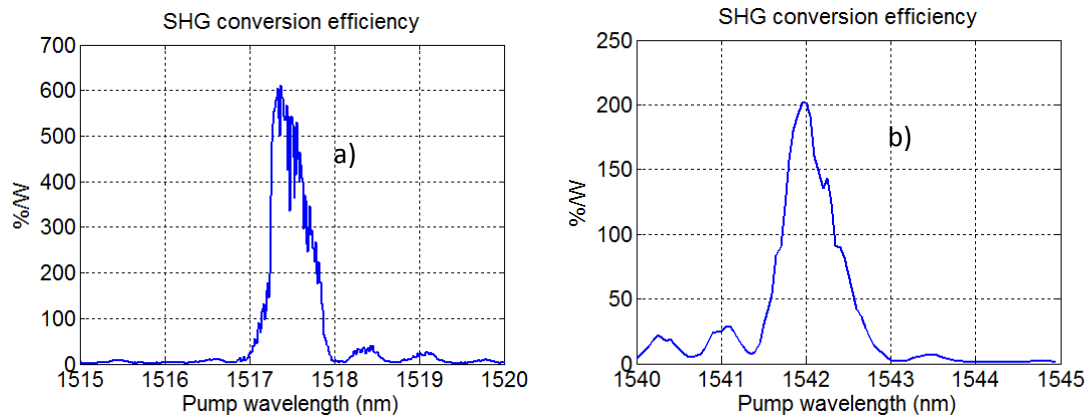 SHG conversion efficiency
700
600
500
400
300
200
100
0
%/W
a)
1515 1516 1517 1518 1519 1520
Pump wavelength (nm)
SHG conversion efficiency
250
200
150
100
50
0
%/W
b)
1540 1541 1542 1543 1544 1545
Pump wavelength (nm)